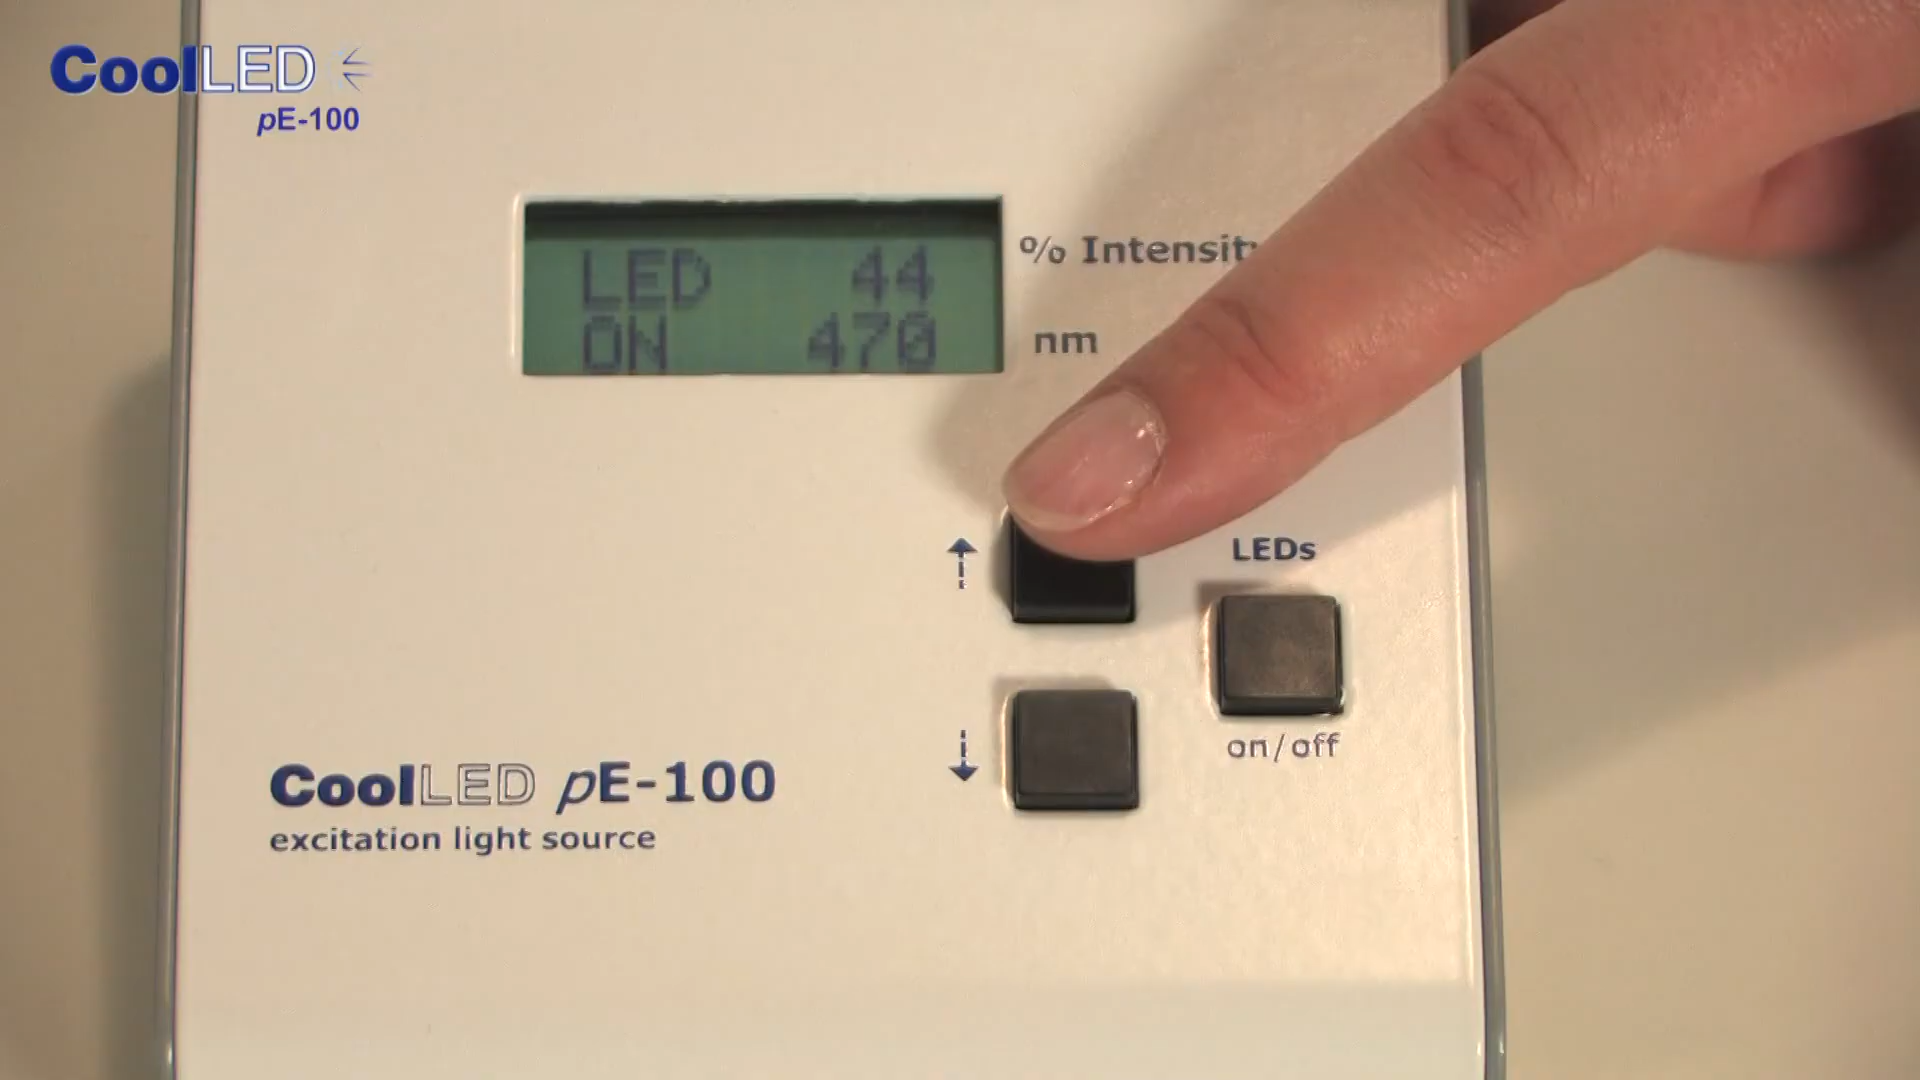 CoolLED
pE-100
LED 44
ON 470
% Intensit
nm
LEDs
on/off
CoolLED pE-100
excitation light source